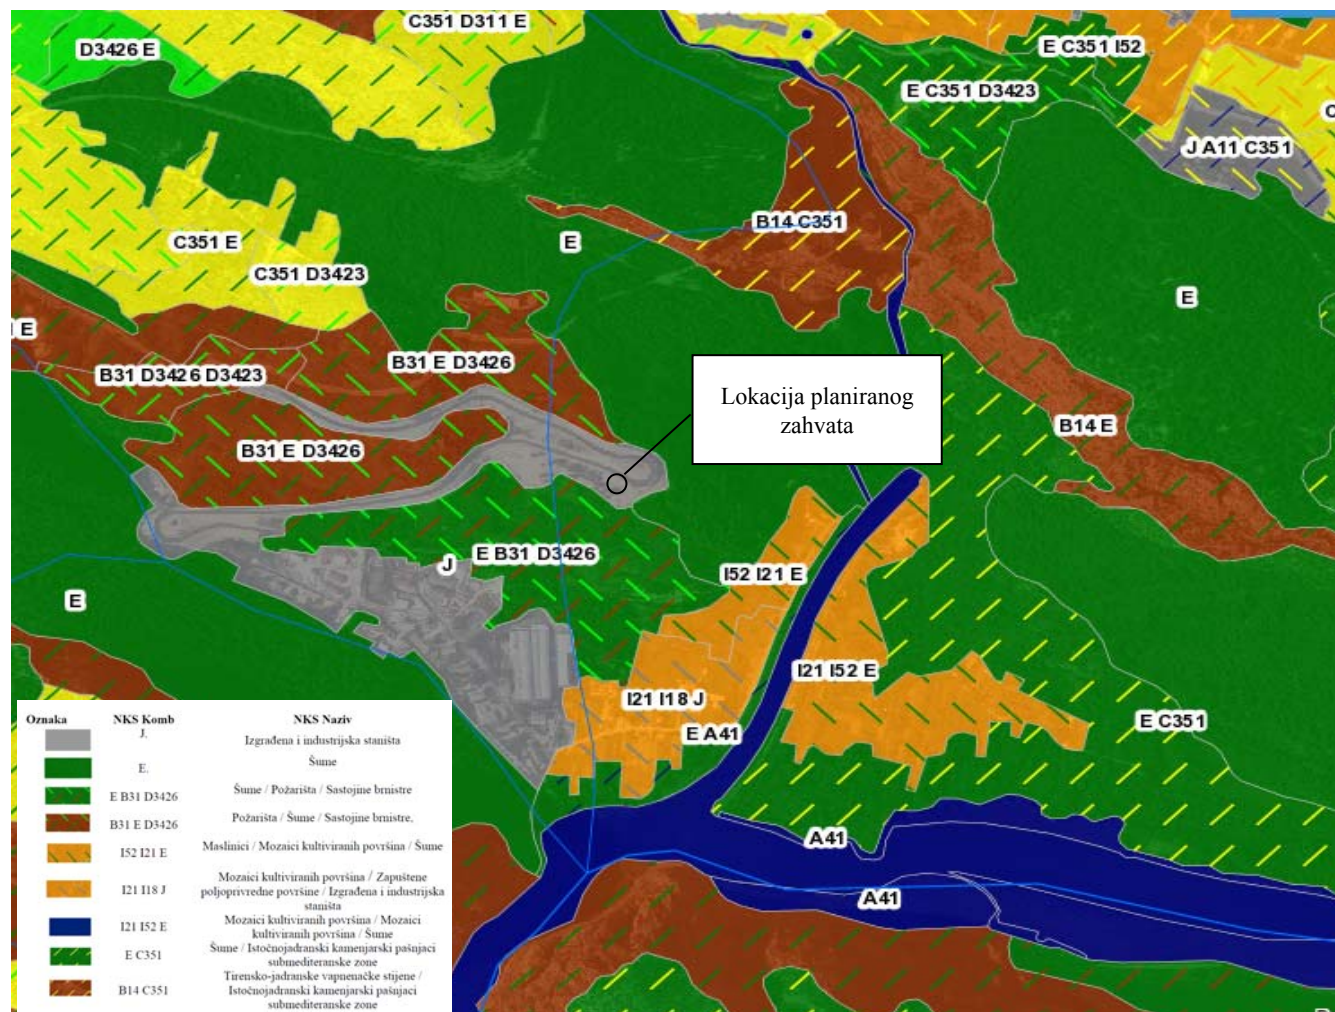 C351 D311 E
D3426 E
E C351 I52
E C351 D3423
J A11 C351
C351 E
C351 D3423
B14 C351
E
E
E
B31 E D3426
B31 D3426 D3423
Lokacija planiranog
zahvata
B14 E
B31 E D3426
E B31 D3426
J
I52 I21 E
E
I21 I52 E
I21 I18 J
E A41
E C351
A41
A41
Oznaka NKS Komb NKS Naziv
J. Izgrađena i industrijska staništa
E. Šume
E B31 D3426 Šume / Požarišta / Sastojine brnistre
B31 E D3426 Požarišta / Šume / Sastojine brnistre.
I52 I21 E Maslinici / Mozaici kultiviranih površina / Šume
I21 I18 J Mozaici kultiviranih površina / Zapuštene
poljoprivredne površine / Izgrađena i industrijska
staništa
I21 I52 E Mozaici kultiviranih površina / Mozaici
kultiviranih površina / Šume
E C351 Šume / Istočnojadranski kamenjarski pašnjaci
submediteranske zone
B14 C351 Tirensko-jadranske vapnenačke stijene /
Istočnojadranski kamenjarski pašnjaci
submediteranske zone